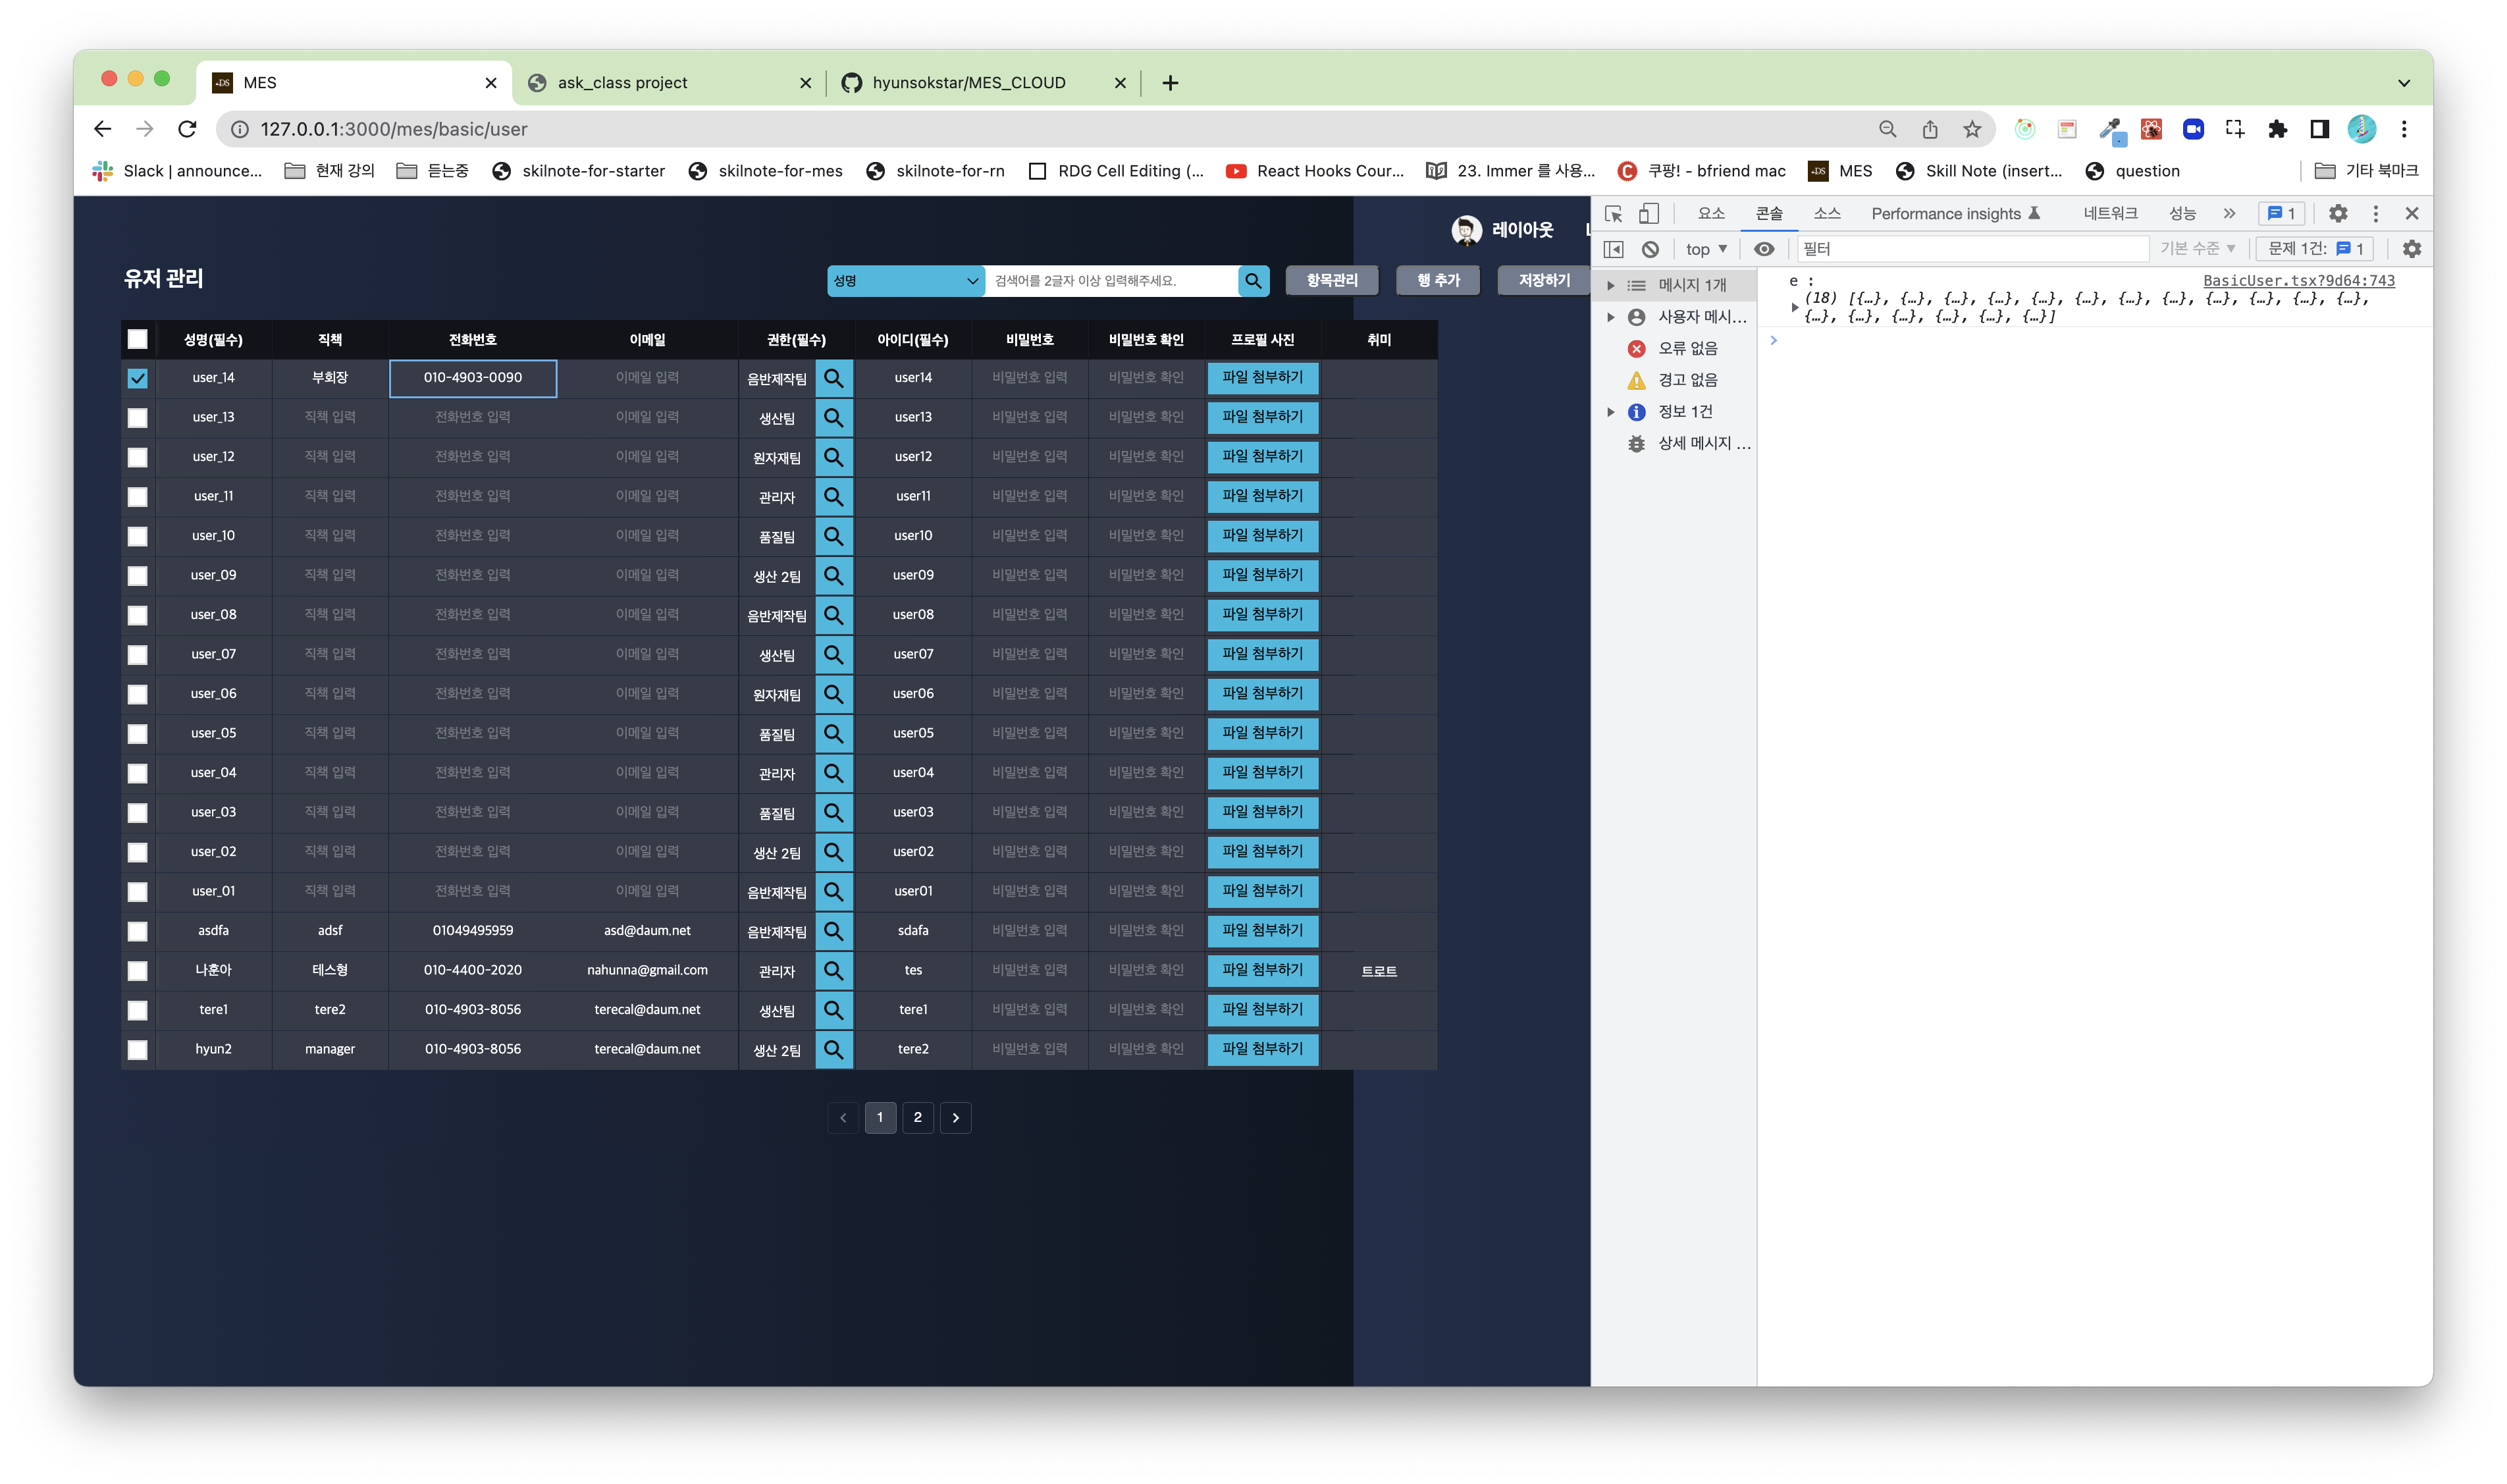 MES
ask_class project
hyunsokstar/MES_CLOUD
127.0.0.1:3000/mes/basic/user
Slack | announce...
현재 강의
듣는중
skilnote-for-starter
skilnote-for-mes
skilnote-for-rn
RDG Cell Editing (...
React Hooks Cour...
23. Immer 를 사용...
쿠팡! - bfriend mac
MES
Skill Note (insert...
question
기타 북마크
레이아웃
유저 관리
성명 검색어를 2글자 이상 입력해주세요. 항목관리 행 추가 저장하기
성명(필수) 직책 전화번호 이메일 권한(필수) 아이디(필수) 비밀번호 비밀번호 확인 프로필 사진 취미
user_14 부회장 010-4903-0090 이메일 입력 음반제작팀 user14 비밀번호 입력 비밀번호 확인 파일 첨부하기
user_13 직책 입력 전화번호 입력 이메일 입력 생산팀 user13 비밀번호 입력 비밀번호 확인 파일 첨부하기
user_12 직책 입력 전화번호 입력 이메일 입력 원자재팀 user12 비밀번호 입력 비밀번호 확인 파일 첨부하기
user_11 직책 입력 전화번호 입력 이메일 입력 관리자 user11 비밀번호 입력 비밀번호 확인 파일 첨부하기
user_10 직책 입력 전화번호 입력 이메일 입력 품질팀 user10 비밀번호 입력 비밀번호 확인 파일 첨부하기
user_09 직책 입력 전화번호 입력 이메일 입력 생산 2팀 user09 비밀번호 입력 비밀번호 확인 파일 첨부하기
user_08 직책 입력 전화번호 입력 이메일 입력 음반제작팀 user08 비밀번호 입력 비밀번호 확인 파일 첨부하기
user_07 직책 입력 전화번호 입력 이메일 입력 생산팀 user07 비밀번호 입력 비밀번호 확인 파일 첨부하기
user_06 직책 입력 전화번호 입력 이메일 입력 원자재팀 user06 비밀번호 입력 비밀번호 확인 파일 첨부하기
user_05 직책 입력 전화번호 입력 이메일 입력 품질팀 user05 비밀번호 입력 비밀번호 확인 파일 첨부하기
user_04 직책 입력 전화번호 입력 이메일 입력 관리자 user04 비밀번호 입력 비밀번호 확인 파일 첨부하기
user_03 직책 입력 전화번호 입력 이메일 입력 품질팀 user03 비밀번호 입력 비밀번호 확인 파일 첨부하기
user_02 직책 입력 전화번호 입력 이메일 입력 생산 2팀 user02 비밀번호 입력 비밀번호 확인 파일 첨부하기
user_01 직책 입력 전화번호 입력 이메일 입력 음반제작팀 user01 비밀번호 입력 비밀번호 확인 파일 첨부하기
asdfa adsf 01049495959 asd@daum.net 음반제작팀 sdafa 비밀번호 입력 비밀번호 확인 파일 첨부하기
나훈아 테스형 010-4400-2020 nahunna@gmail.com 관리자 tes 비밀번호 입력 비밀번호 확인 파일 첨부하기 트로트
tere1 tere2 010-4903-8056 terecal@daum.net 생산팀 tere1 비밀번호 입력 비밀번호 확인 파일 첨부하기
hyun2 manager 010-4903-8056 terecal@daum.net 생산 2팀 tere2 비밀번호 입력 비밀번호 확인 파일 첨부하기
1 2
요소 콘솔 소스 Performance insights 네트워크 성능 1
top 필터 기본 수준 문제 1건: 1
메시지 1개
사용자 메시...
오류 없음
경고 없음
정보 1건
상세 메시지 ...
e : BasicUser.tsx?9d64:743
(18) [{…}, {…}, {…}, {…}, {…}, {…}, {…}, {…}, {…}, {…}, {…}, {…},
{…}, {…}, {…}, {…}, {…}, {…}]